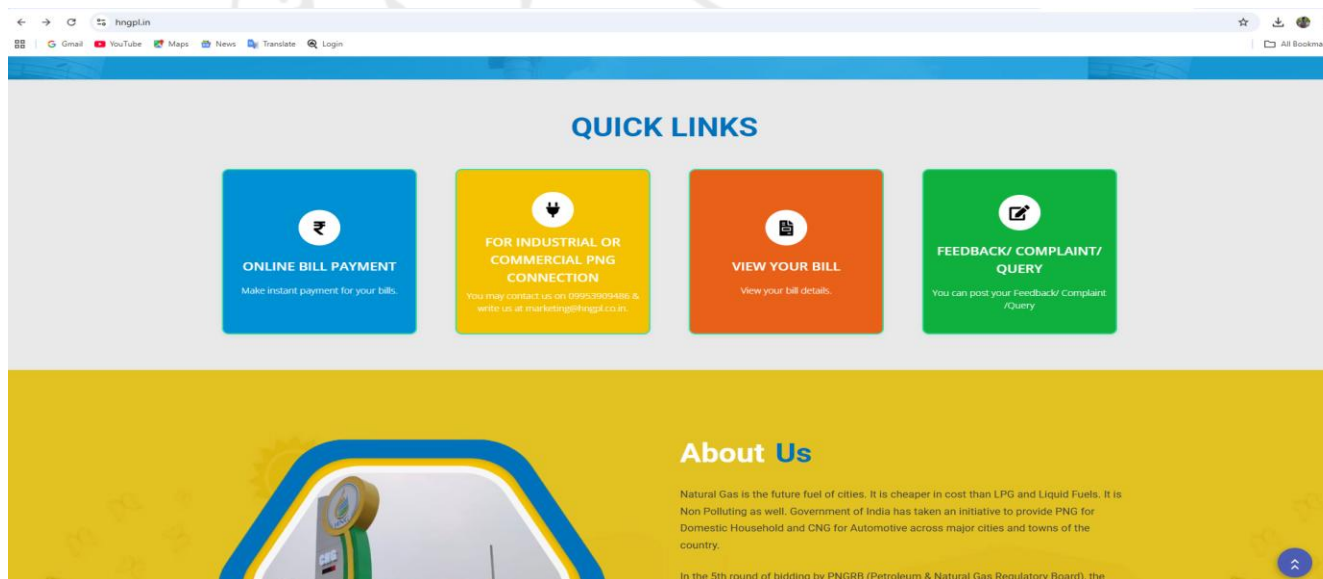 hngpl.in
Gmail
YouTube
Maps
News
Translate
Login
All Bookma
QUICK LINKS
ONLINE BILL PAYMENT
Make instant payment for your bills.
FOR INDUSTRIAL OR
COMMERCIAL PNG
CONNECTION
You may contact us on 09953909486 &
write us at marketing@hngpl.co.in.
VIEW YOUR BILL
View your bill details.
FEEDBACK/ COMPLAINT/
QUERY
You can post your Feedback/ Complaint
/Query
About Us
Natural Gas is the future fuel of cities. It is cheaper in cost than LPG and Liquid Fuels. It is
Non Polluting as well. Government of India has taken an initiative to provide PNG for
Domestic Household and CNG for Automotive across major cities and towns of the
country.
In the 5th round of bidding by PNGRB (Petroleum & Natural Gas Regulatory Board), the
CNG